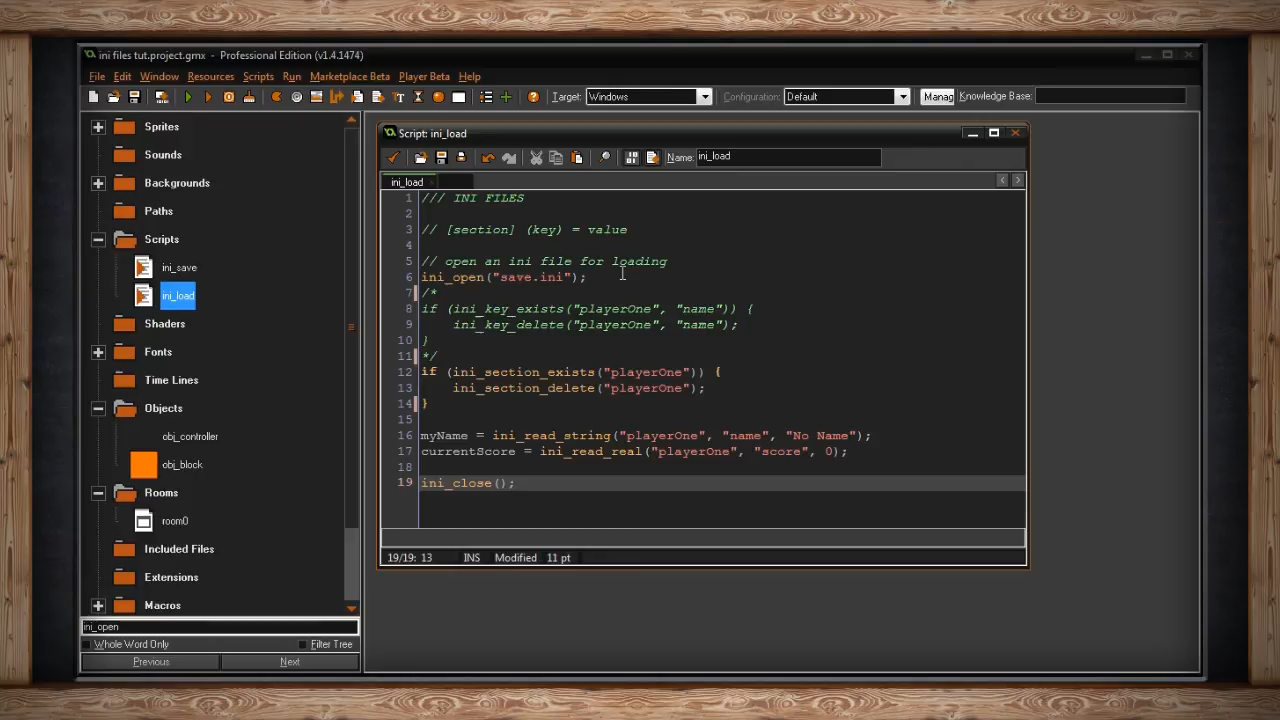 ini files tut.project.gmx - Professional Edition (v1.4.1474)
File Edit Window Resources Scripts Run Marketplace Beta Player Beta Help
Target: Windows Configuration: Default Manag Knowledge Base:
Sprites
Sounds
Backgrounds
Paths
Scripts
ini_save
ini_load
Shaders
Fonts
Time Lines
Objects
obj_controller
obj_block
Rooms
room0
Included Files
Extensions
Macros
ini_open
Whole Word Only Filter Tree
Previous Next
Script: ini_load
Name: ini_load
ini_load
1 /// INI FILES
2
3 // [section] (key) = value
4
5 // open an ini file for loading
6 ini_open("save.ini");
7 /*
8 if (ini_key_exists("playerOne", "name")) {
9 ini_key_delete("playerOne", "name");
10 }
11 */
12 if (ini_section_exists("playerOne")) {
13 ini_section_delete("playerOne");
14 }
15
16 myName = ini_read_string("playerOne", "name", "No Name");
17 currentScore = ini_read_real("playerOne", "score", 0);
18
19 ini_close();
19/19: 13 INS Modified 11 pt